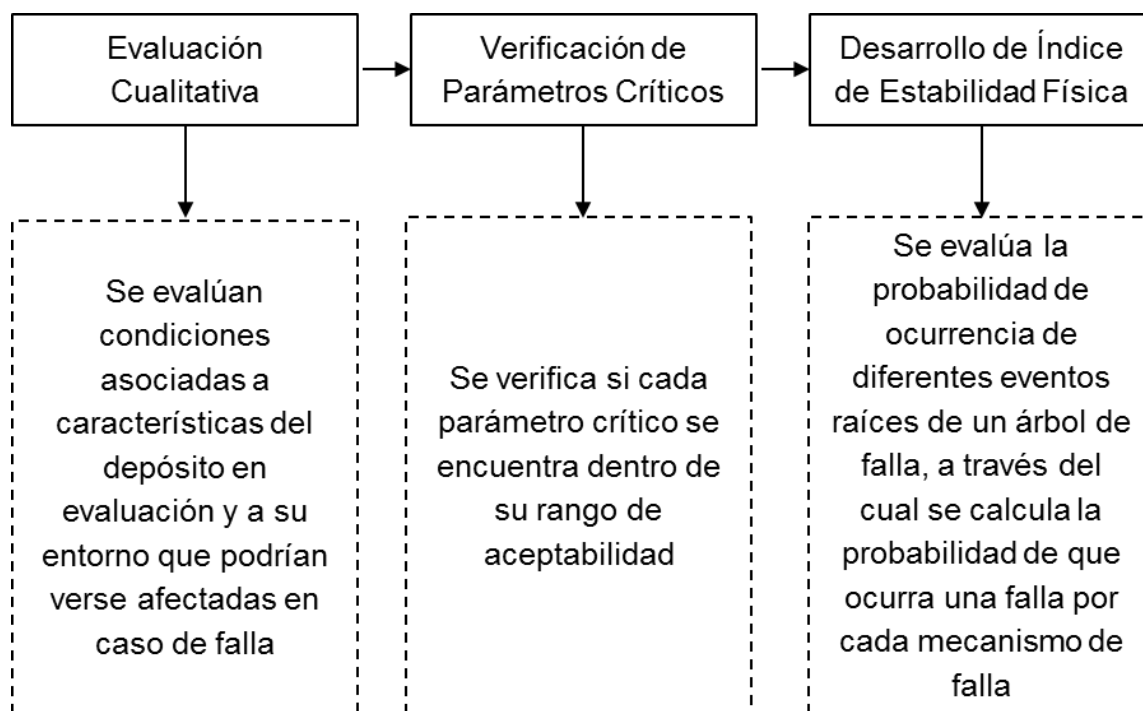 Evaluación
Cualitativa
Verificación de
Parámetros Críticos
Desarrollo de Índice
de Estabilidad Física
Se evalúan
condiciones
asociadas a
características del
depósito en
evaluación y a su
entorno que podrían
verse afectadas en
caso de falla
Se verifica si cada
parámetro crítico se
encuentra dentro de
su rango de
aceptabilidad
Se evalúa la
probabilidad de
ocurrencia de
diferentes eventos
raíces de un árbol de
falla, a través del
cual se calcula la
probabilidad de que
ocurra una falla por
cada mecanismo de
falla